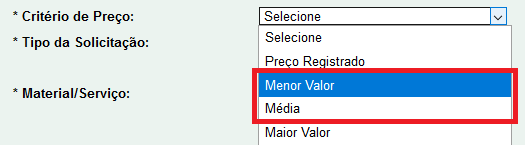 * Critério de Preço: Selecione
* Tipo da Solicitação: Selecione
Preço Registrado
* Material/Serviço: Menor Valor
Média
Maior Valor